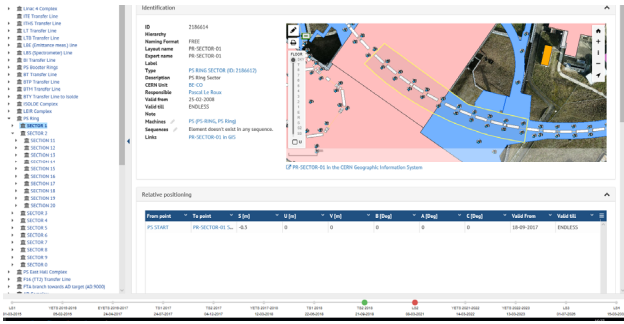 Linac 4 Complex
ITE Transfer Line
ITHS Transfer Line
LT Transfer Line
LTB Transfer Line
LBE (Emittance meas.) line
LBS (Spectrometer) Line
BI Transfer Line
PS Booster Rings
BT Transfer Line
BTP Transfer Line
BTM Transfer Line
BTY Transfer Line to Isolde
ISOLDE Complex
LEIR Complex
PS Ring
SECTOR 1
SECTOR 2
SECTION 11
SECTION 12
SECTION 13
SECTION 14
SECTION 15
SECTION 16
SECTION 17
SECTION 18
SECTION 19
SECTION 20
SECTOR 3
SECTOR 4
SECTOR 5
SECTOR 6
SECTOR 7
SECTOR 8
SECTOR 9
SECTOR 0
PS East Hall Complex
F16 (TT2) Transfer Line
FTA branch towards AD target (AD.9000)
Identification
ID 2186614
Hierarchy
Naming Format FREE
Layout name PR-SECTOR-01
Expert name PR-SECTOR-01
Label
Type PS RING SECTOR (ID: 2186612)
Description PS Ring Sector
CERN Unit BE-CO
Responsible Pascal Le Roux
Valid from 25-02-2008
Valid till ENDLESS
Note
Machines PS (PS-RING, PS Ring)
Sequences Element doesn't exist in any sequence.
Links PR-SECTOR-01 in GIS
FLOOR
PR-SECTOR-01 in the CERN Geographic Information System
Relative positioning
From point To point S [m] U [m] V [m] B [Deg] A [Deg] C [Deg] Valid From Valid till
PS START PR-SECTOR-01 S... -6.5 0 0 0 0 0 18-09-2017 ENDLESS